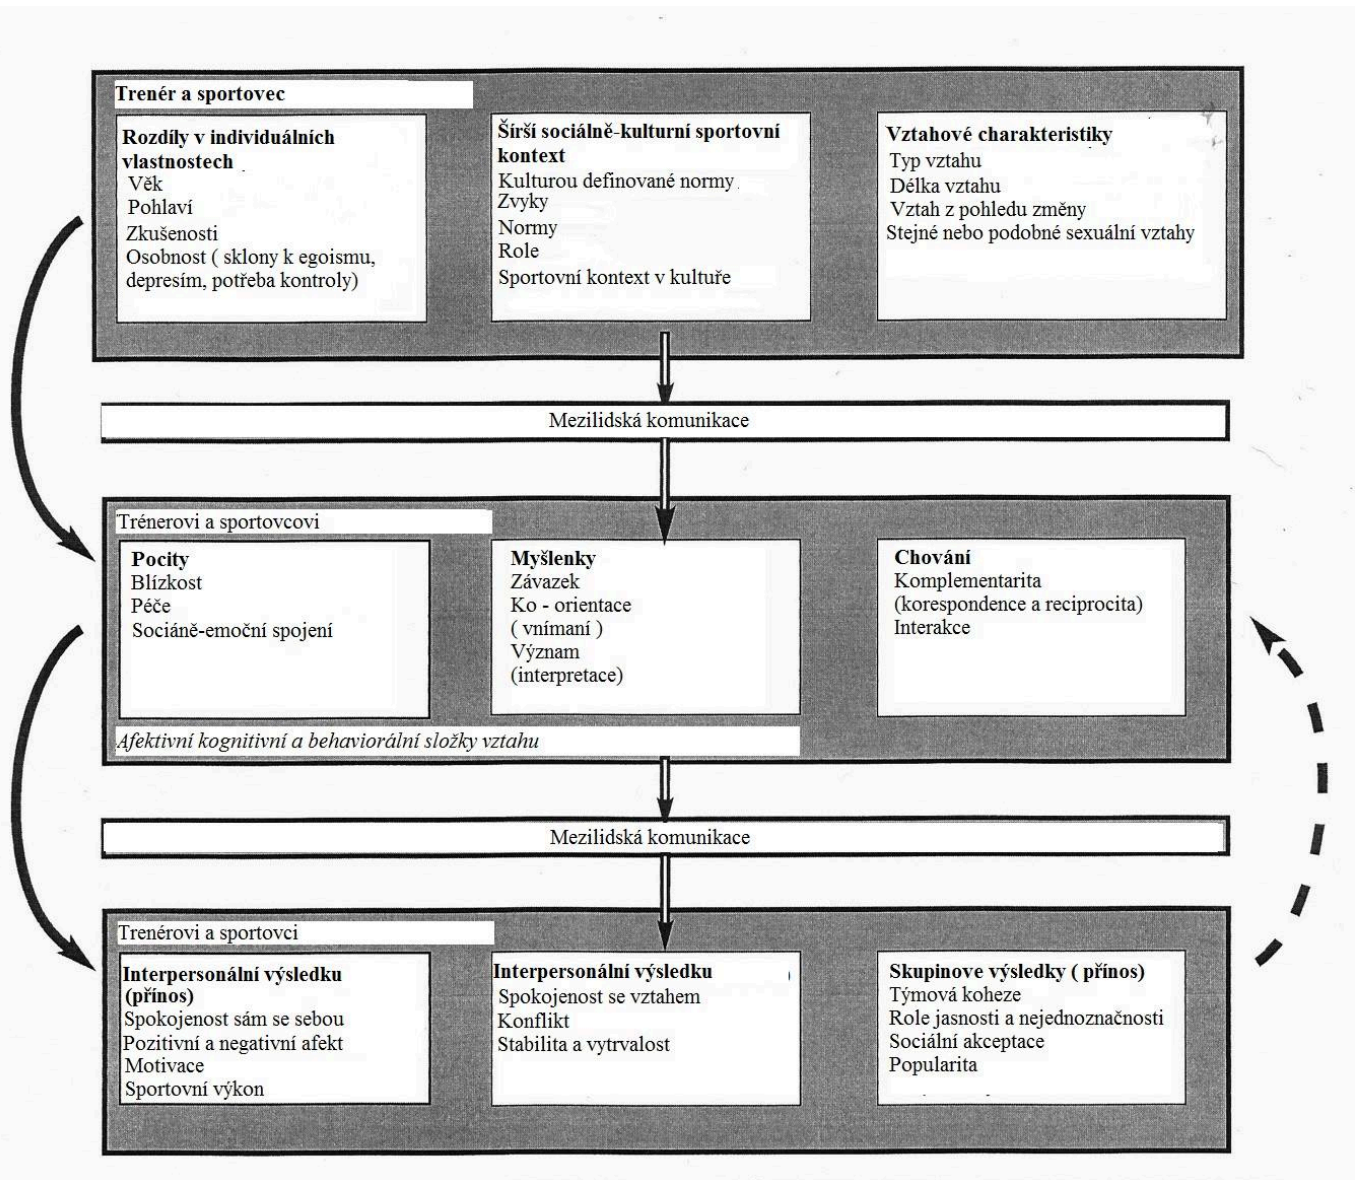 Trenér a sportovec
Rozdíly v individuálních
vlastnostech
Věk
Pohlaví
Zkušenosti
Osobnost ( sklony k egoismu,
depresím, potřeba kontroly)
Šírší sociálně-kulturní sportovní
kontext
Kulturou definované normy
Zvyky
Normy
Role
Sportovní kontext v kultuře
Vztahové charakteristiky
Typ vztahu
Délka vztahu
Vztah z pohledu změny
Stejné nebo podobné sexuální vztahy
Mezilidská komunikace
Trénerovi a sportovcovi
Pocity
Blízkost
Péče
Sociáně-emoční spojení
Myšlenky
Závazek
Ko - orientace
( vnímaní )
Význam
(interpretace)
Chování
Komplementarita
(korespondence a reciprocita)
Interakce
Afektivní kognitivní a behaviorální složky vztahu
Mezilidská komunikace
Trenérovi a sportovci
Interpersonální výsledku
(přínos)
Spokojenost sám se sebou
Pozitivní a negativní afekt
Motivace
Sportovní výkon
Interpersonální výsledku
Spokojenost se vztahem
Konflikt
Stabilita a vytrvalost
Skupinove výsledky ( přínos)
Týmová koheze
Role jasnosti a nejednoznačnosti
Sociální akceptace
Popularita